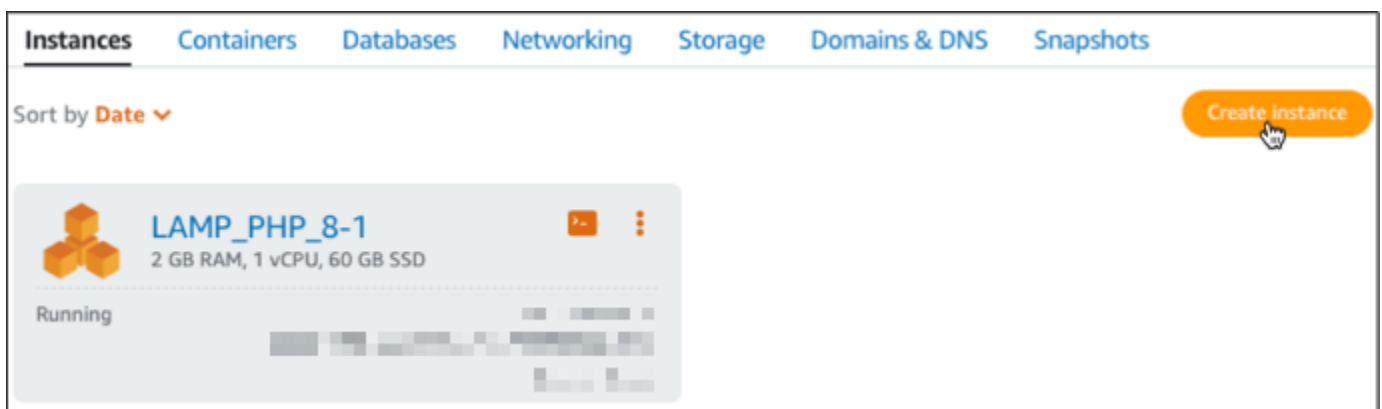 Instances Containers Databases Networking Storage Domains & DNS Snapshots
Sort by Date
Create instance
LAMP_PHP_8-1
2 GB RAM, 1 vCPU, 60 GB SSD
Running